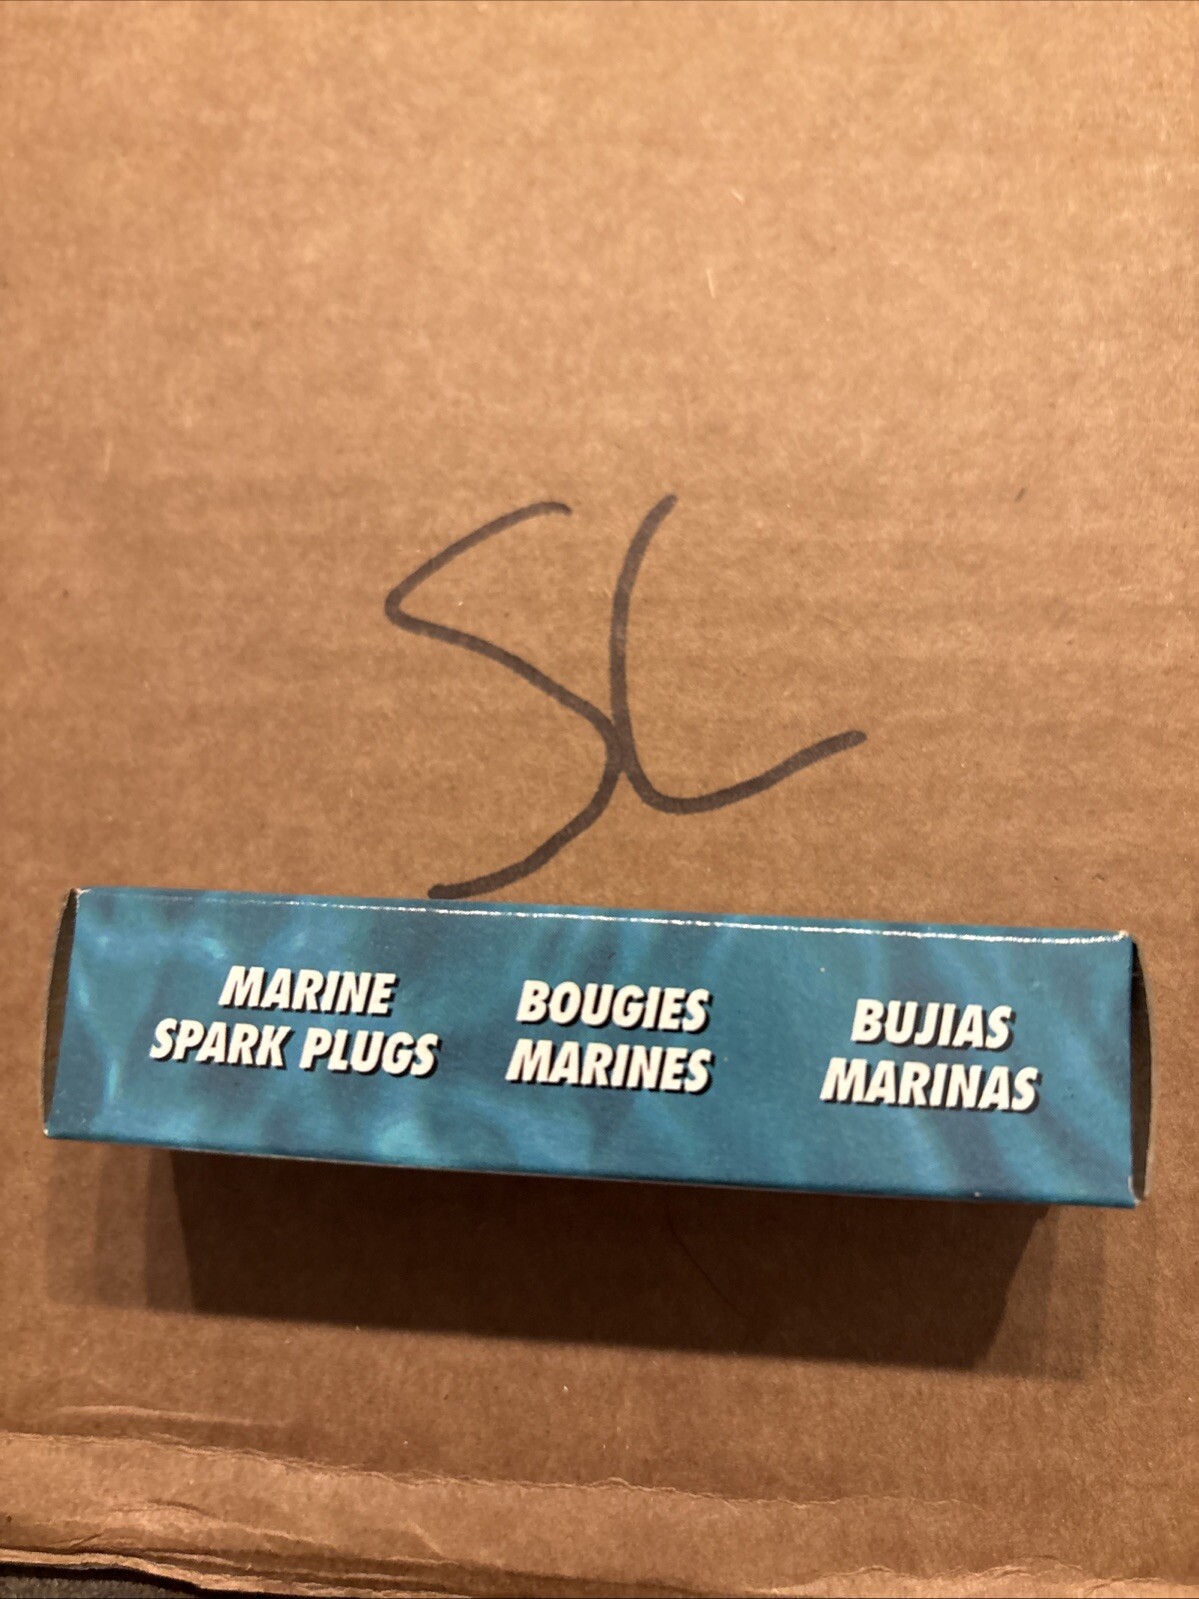 SL
MARINE
SPARK PLUGS
BOUGIES
MARINES
BUJIAS
MARINAS